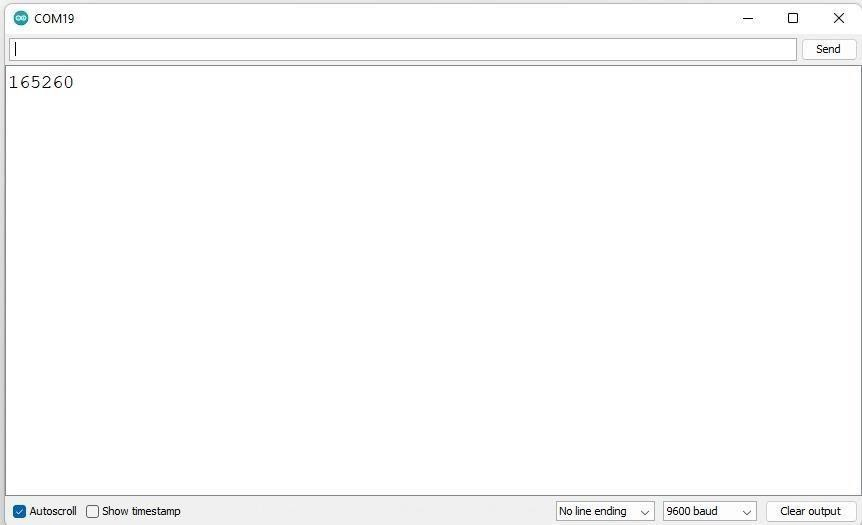 COM19
Send
165260
Autoscroll Show timestamp No line ending 9600 baud Clear output